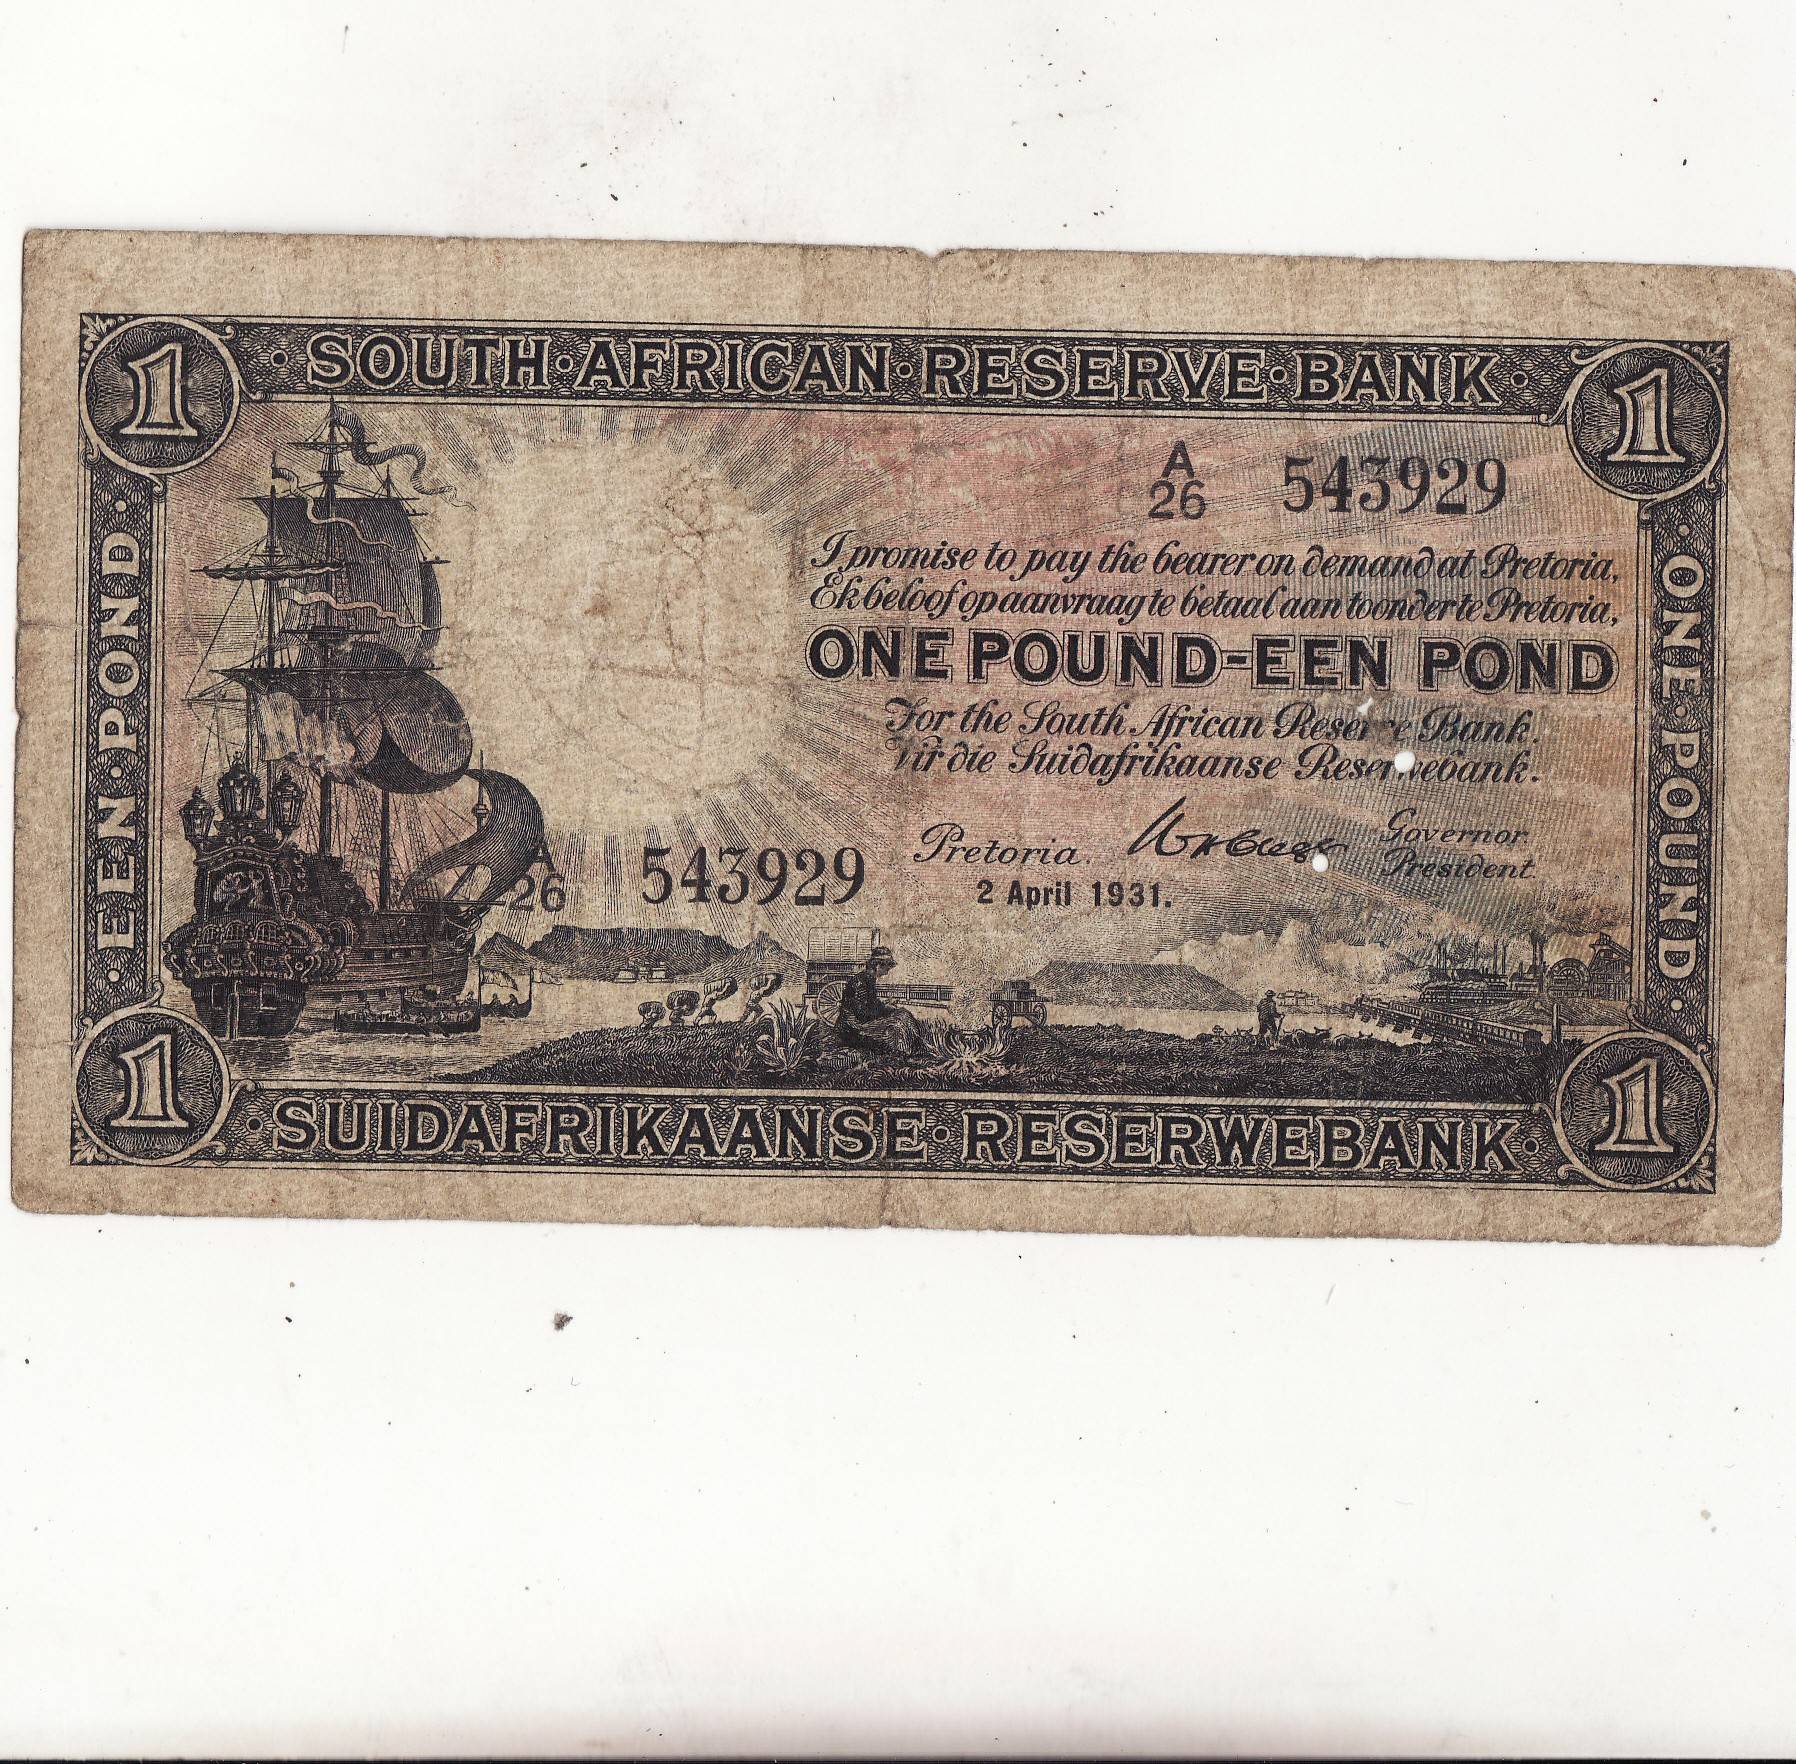 1 SOUTH·AFRICAN·RESERVE·BANK 1
A
26 543929
I promise to pay the bearer on demand at Pretoria,
Ek beloof op aanvraag te betaal aan toonder te Pretoria,
ONE POUND-EEN POND
For the South African Reserve Bank.
Vir die Suidafrikaanse Reserwebank.
Pretoria.
Governor
President.
2 April 1931.
A
26 543929
EEN·POND
ONE·POUND
1 SUIDAFRIKAANSE·RESERWEBANK 1